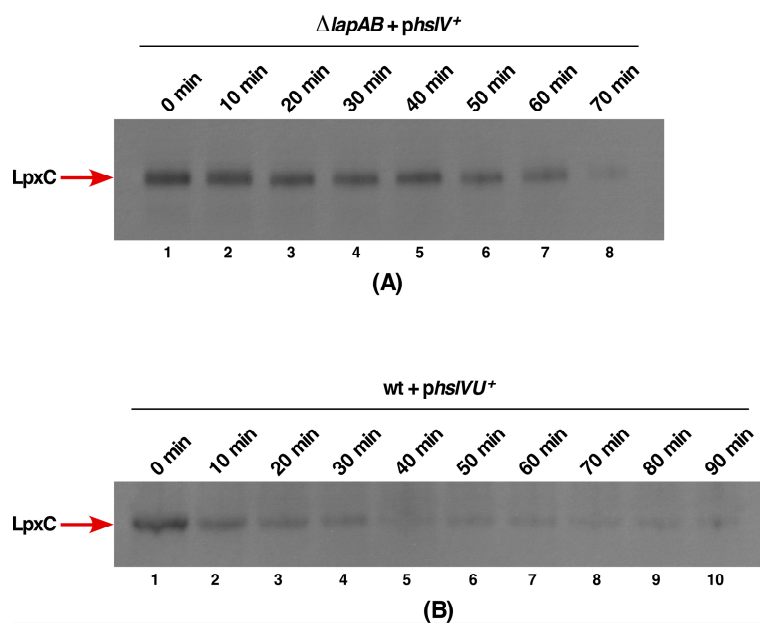 ΔlapAB + phslV+
0 min 10 min 20 min 30 min 40 min 50 min 60 min 70 min
LpxC
1 2 3 4 5 6 7 8
(A)
wt + phslVU+
0 min 10 min 20 min 30 min 40 min 50 min 60 min 70 min 80 min 90 min
LpxC
1 2 3 4 5 6 7 8 9 10
(B)